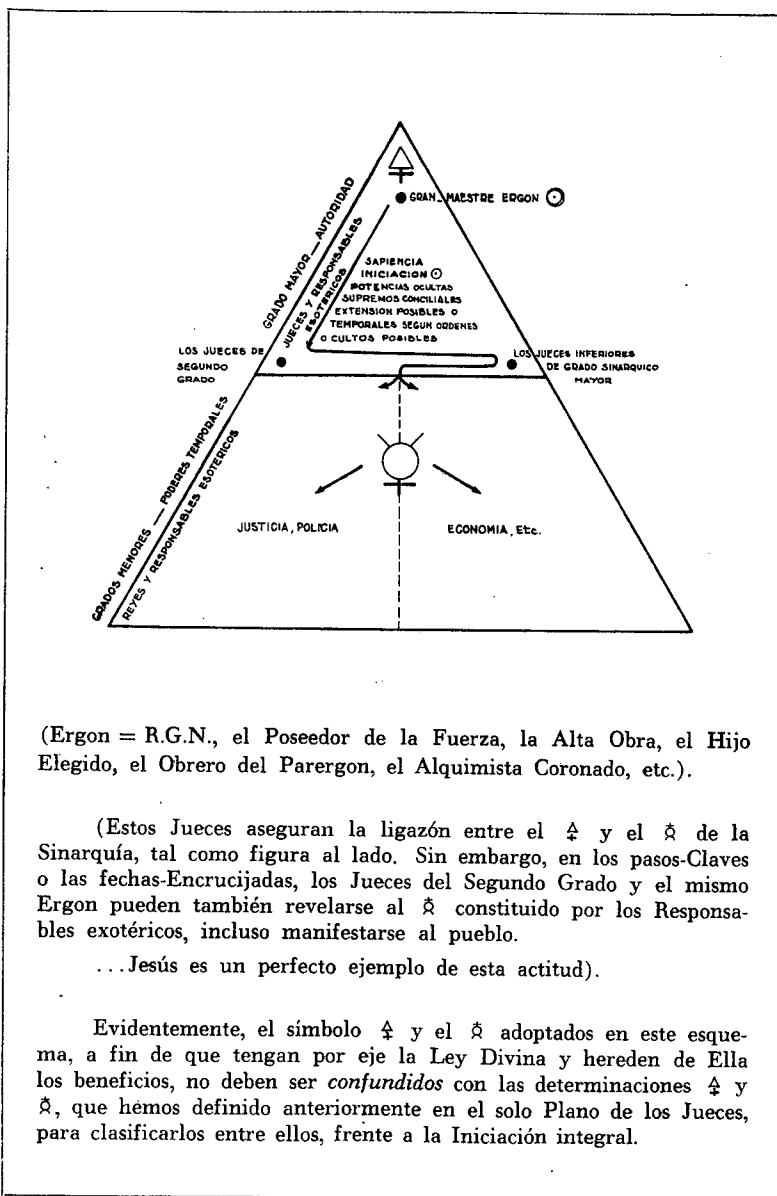 GRAN_MAESTRE ERGON ☉
GRADO MAYOR __ AUTORIDAD
JUECES Y RESPONSABLES
ESOTERICOS
SAPIENCIA
INICIACION ☉
POTENCIAS OCULTAS
SUPREMOS CONCILIALES
EXTENSION POSIBLES O
TEMPORALES SEGUN ORDENES
O CULTOS POSIBLES
LOS JUECES DE
SEGUNDO
GRADO
LOS JUECES INFERIORES
DE GRADO SINARQUICO
MAYOR
GRADOS MENORES __ PODERES TEMPORALES
REYES Y RESPONSABLES ESOTERICOS
JUSTICIA, POLICIA
ECONOMIA, Etc.
(Ergon = R.G.N., el Poseedor de la Fuerza, la Alta Obra, el Hijo
Elegido, el Obrero del Parergon, el Alquimista Coronado, etc.).
(Estos Jueces aseguran la ligazón entre el y el de la
Sinarquía, tal como figura al lado. Sin embargo, en los pasos-Claves
o las fechas-Encrucijadas, los Jueces del Segundo Grado y el mismo
Ergon pueden también revelarse al constituido por los Responsa-
bles exotéricos, incluso manifestarse al pueblo.
...Jesús es un perfecto ejemplo de esta actitud).
Evidentemente, el símbolo y el adoptados en este esque-
ma, a fin de que tengan por eje la Ley Divina y hereden de Ella
los beneficios, no deben ser confundidos con las determinaciones y
, que hémos definido anteriormente en el solo Plano de los Jueces,
para clasificarlos entre ellos, frente a la Iniciación integral.